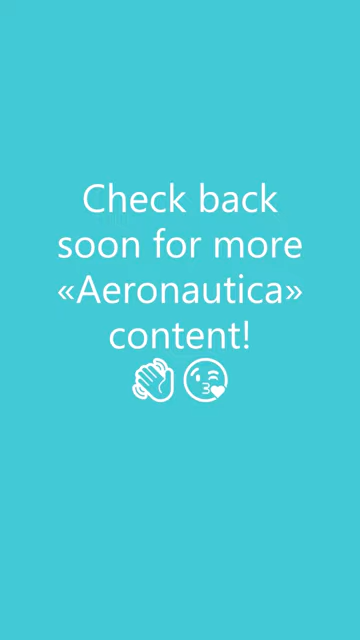 Check back
soon for more
«Aeronautica»
content!
👏😘